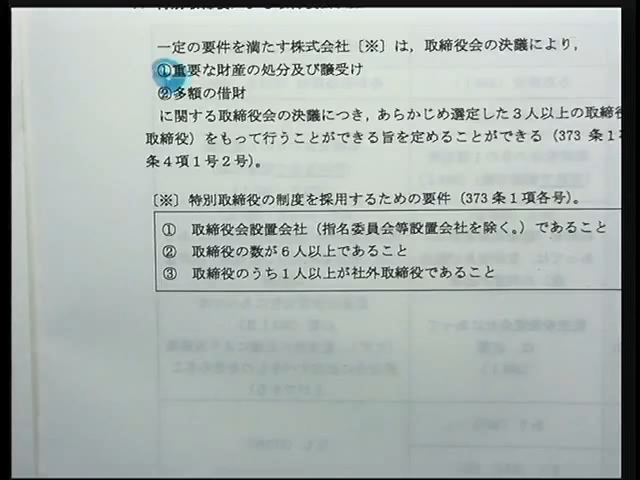 一定の要件を満たす株式会社〔※〕は，取締役会の決議により，
①重要な財産の処分及び譲受け
②多額の借財
に関する取締役会の決議につき，あらかじめ選定した３人以上の取締役
取締役）をもって行うことができる旨を定めることができる（373 条１
条４項１号２号）。
〔※〕特別取締役の制度を採用するための要件（373 条１項各号）。
① 取締役会設置会社（指名委員会等設置会社を除く。）であること
② 取締役の数が６人以上であること
③ 取締役のうち１人以上が社外取締役であること